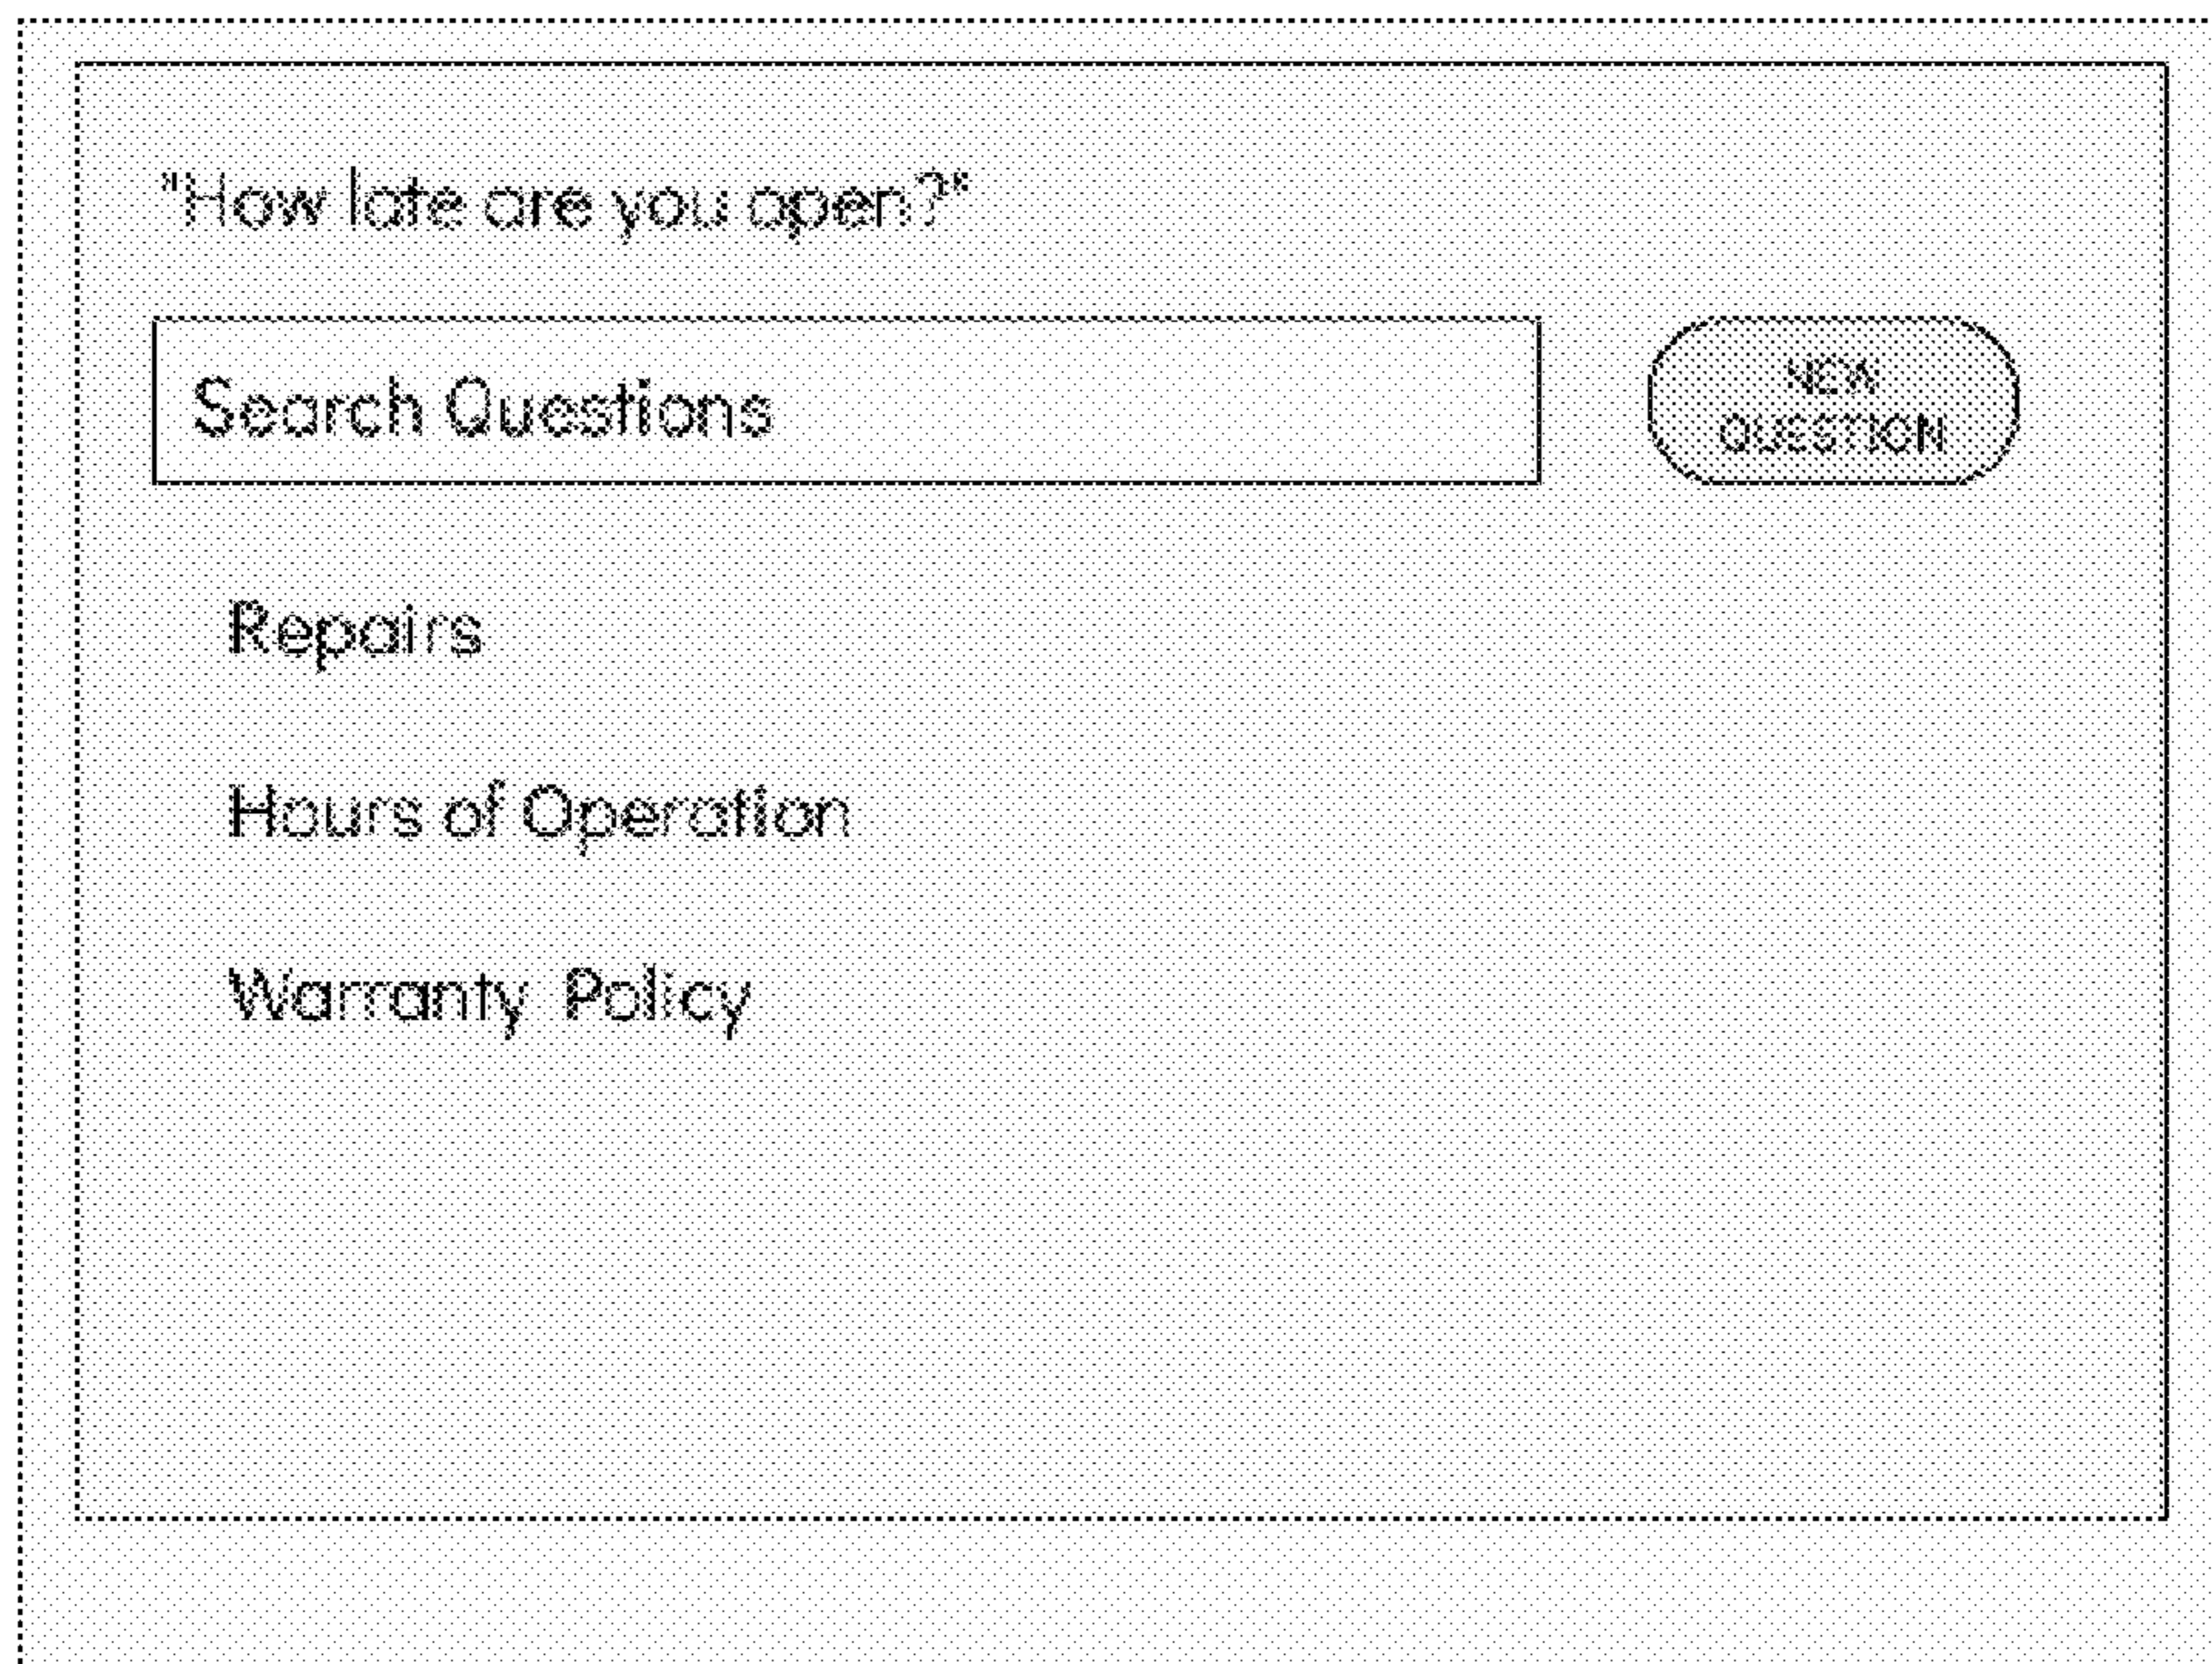 "How late are you open?"
Search Questions
NEW
QUESTION
Repairs
Hours of Operation
Warranty Policy